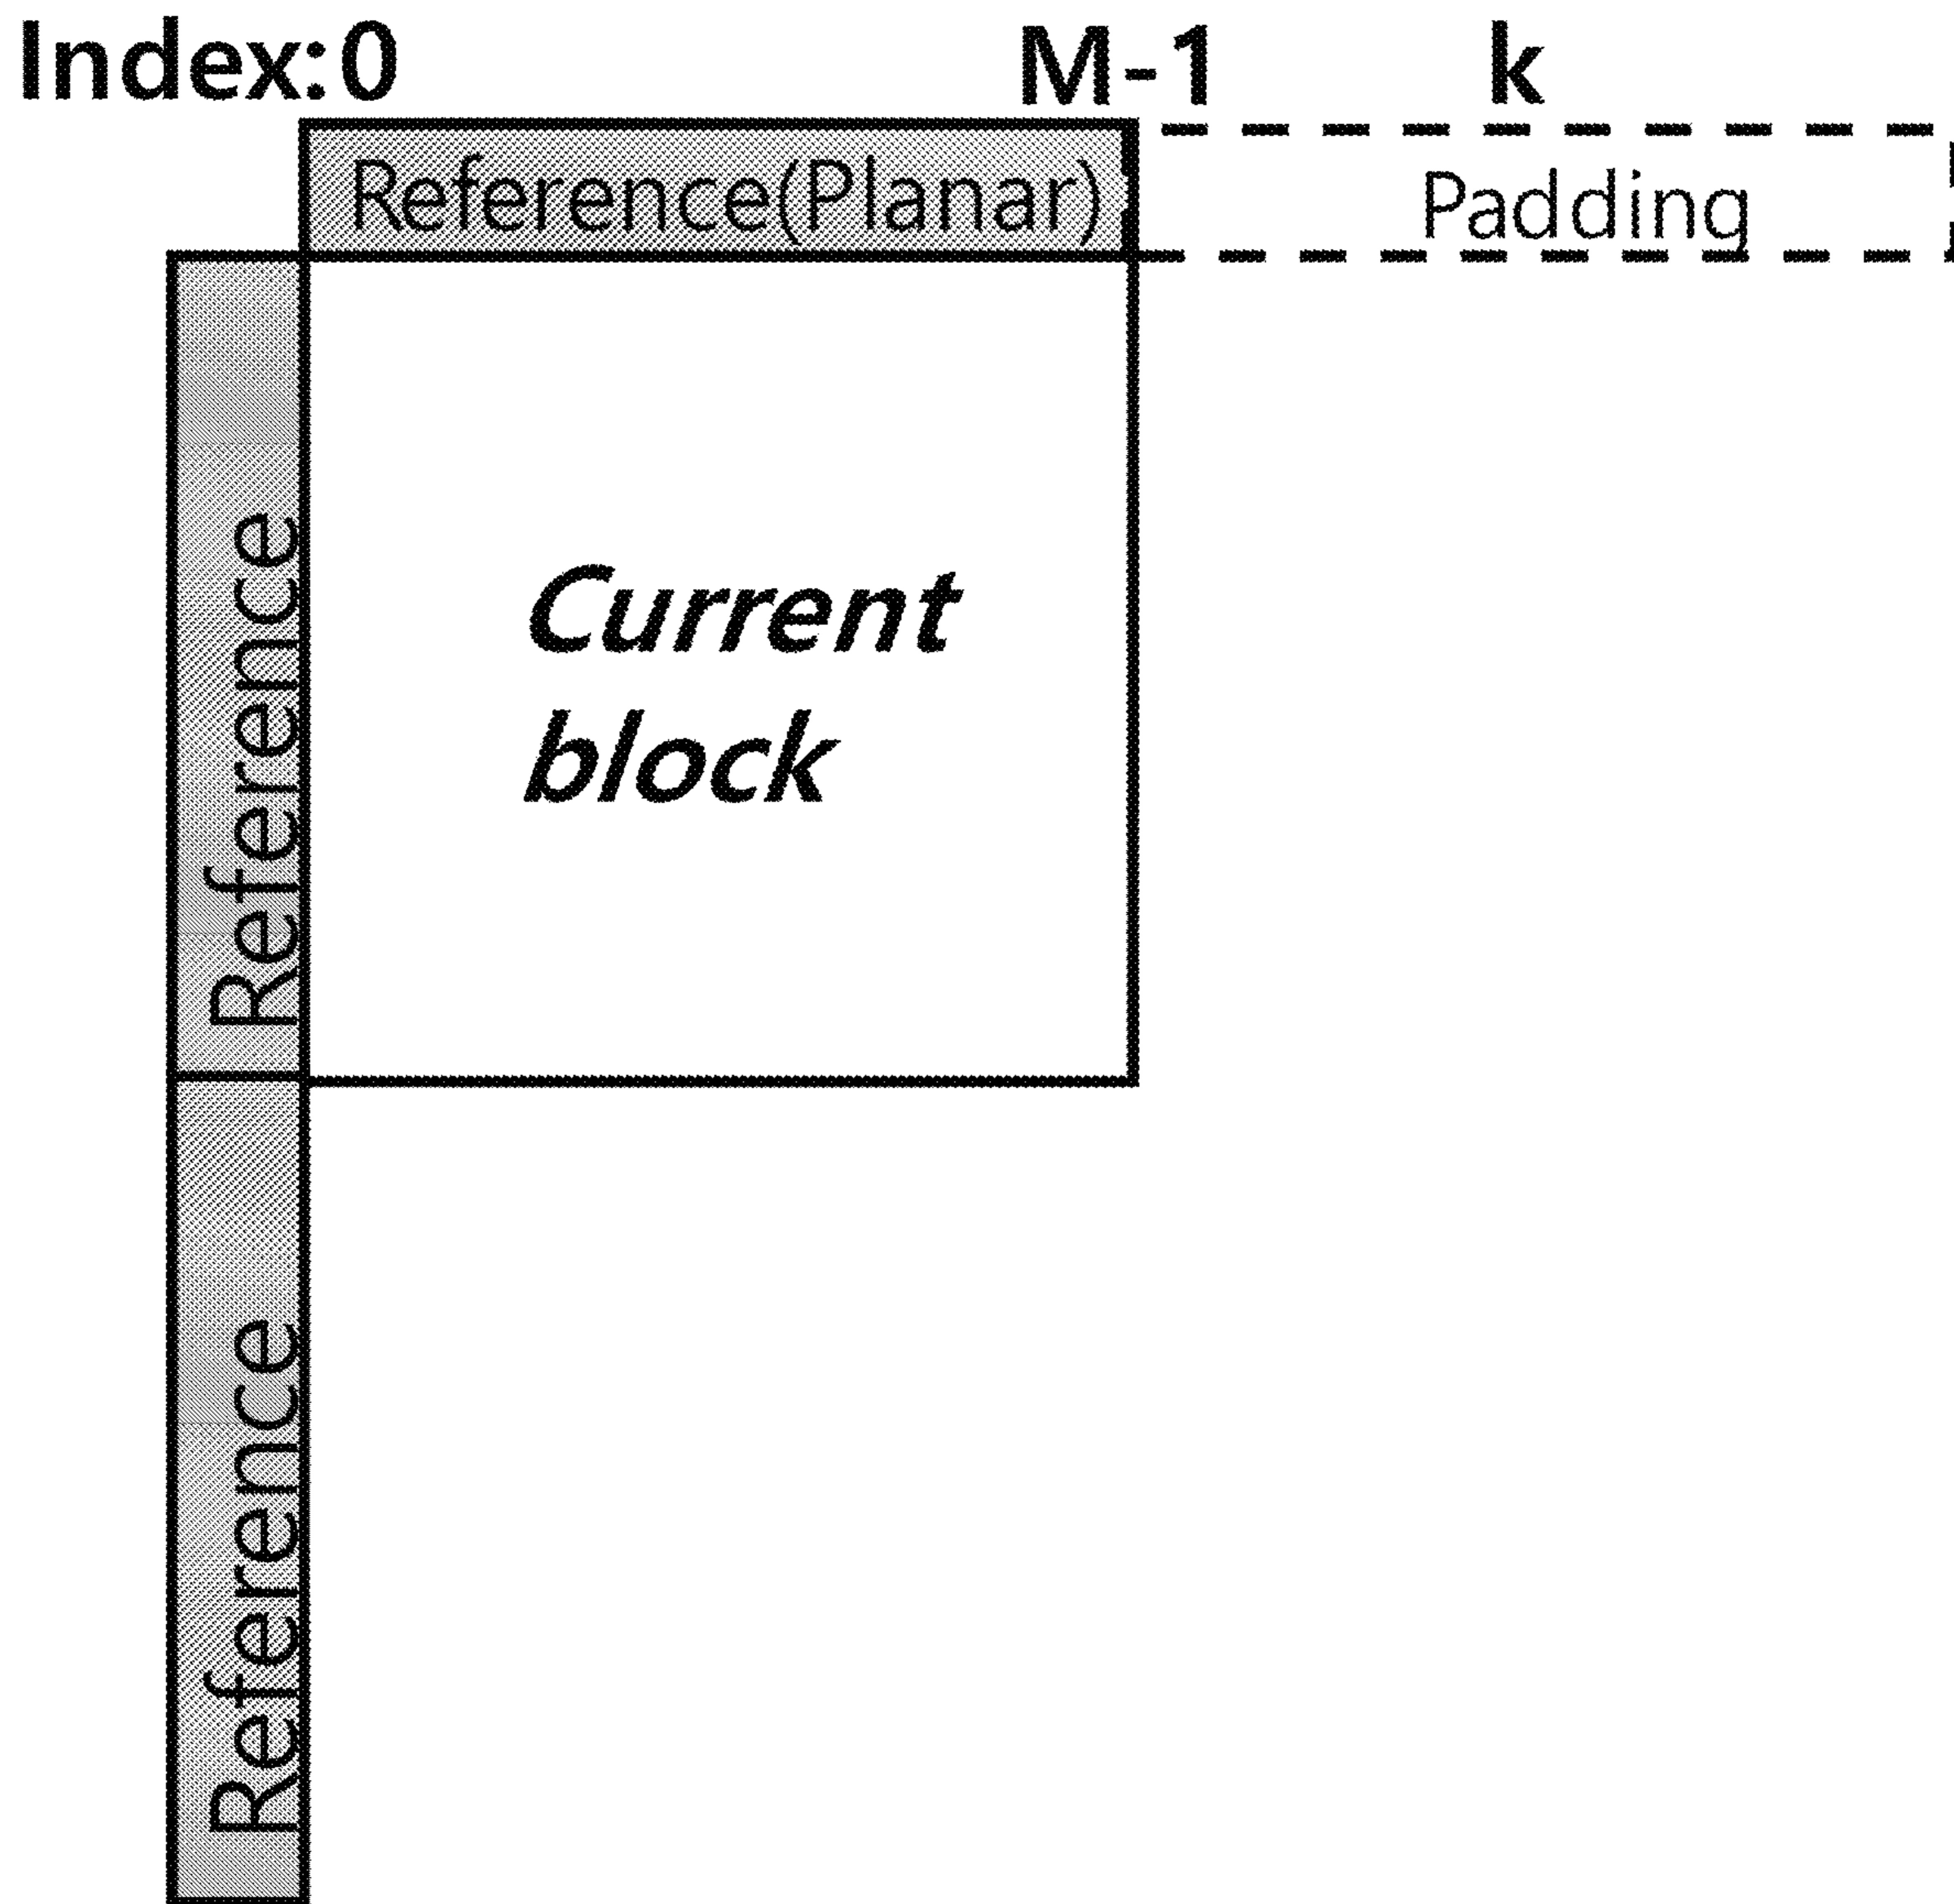 Index:0 M-1 k
Reference(Planar) Padding
Reference
Current
block
Reference